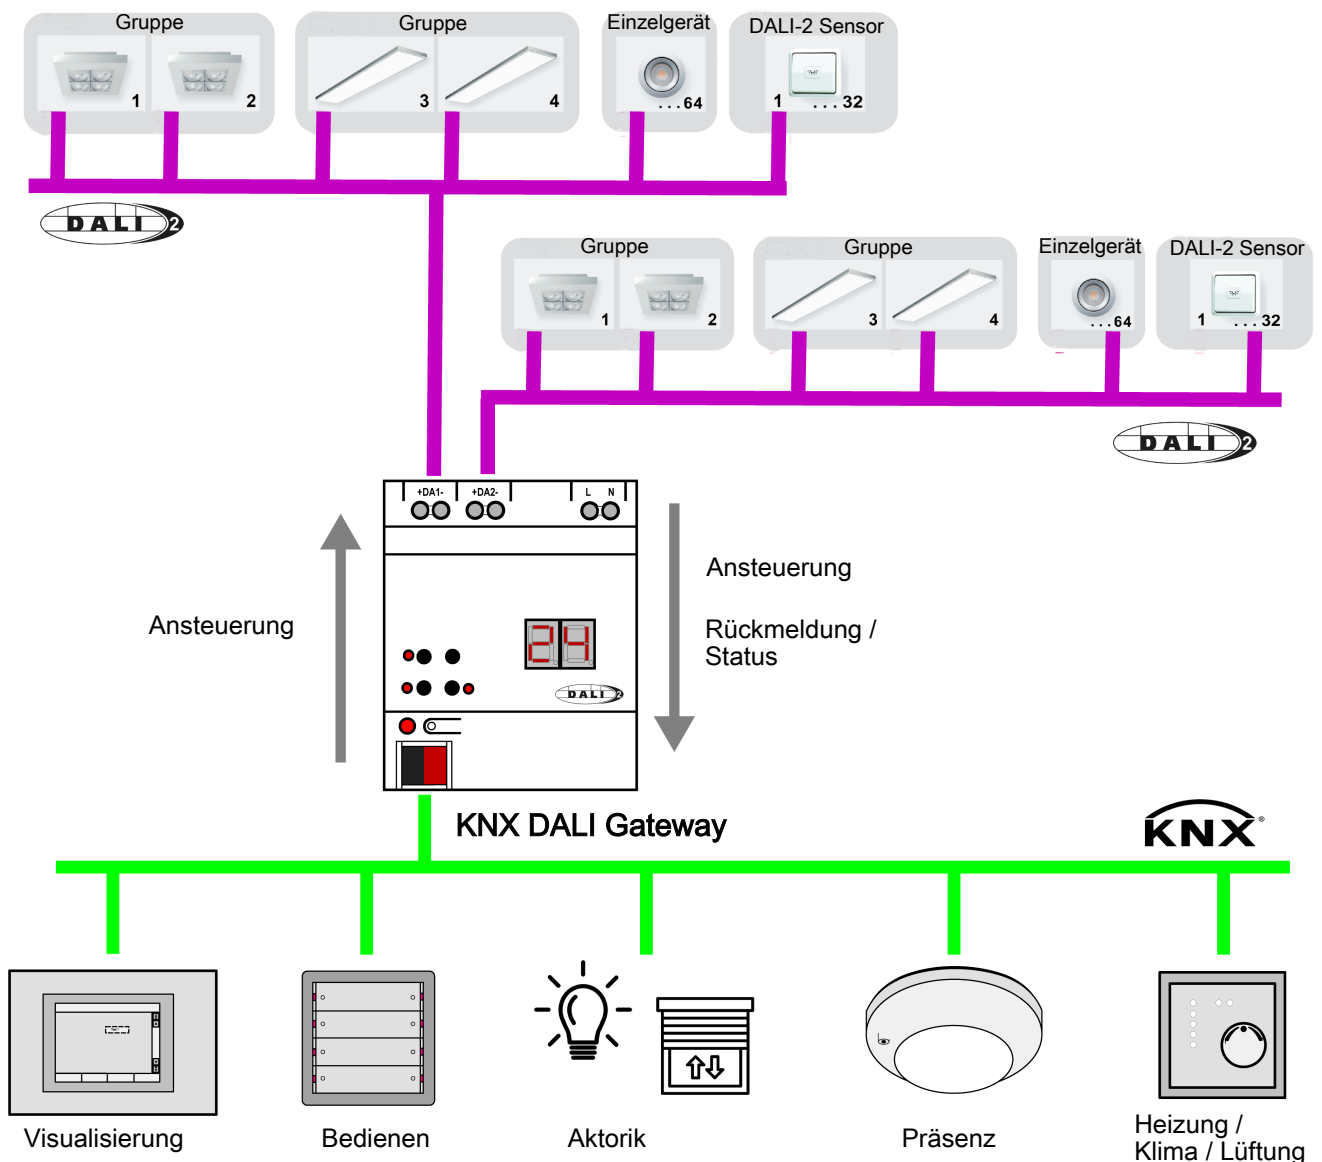 Gruppe
Gruppe
Einzelgerät
DALI-2 Sensor
1
2
3
4
...64
1 ...32
DALI 2
Gruppe
Gruppe
Einzelgerät
DALI-2 Sensor
1
2
3
4
...64
1 ...32
DALI 2
+DA1-
+DA2-
L N
Ansteuerung
Ansteuerung
Rückmeldung /
Status
24
DALI 2
KNX DALI Gateway
KNX®
Visualisierung
Bedienen
Aktorik
Präsenz
Heizung /
Klima / Lüftung